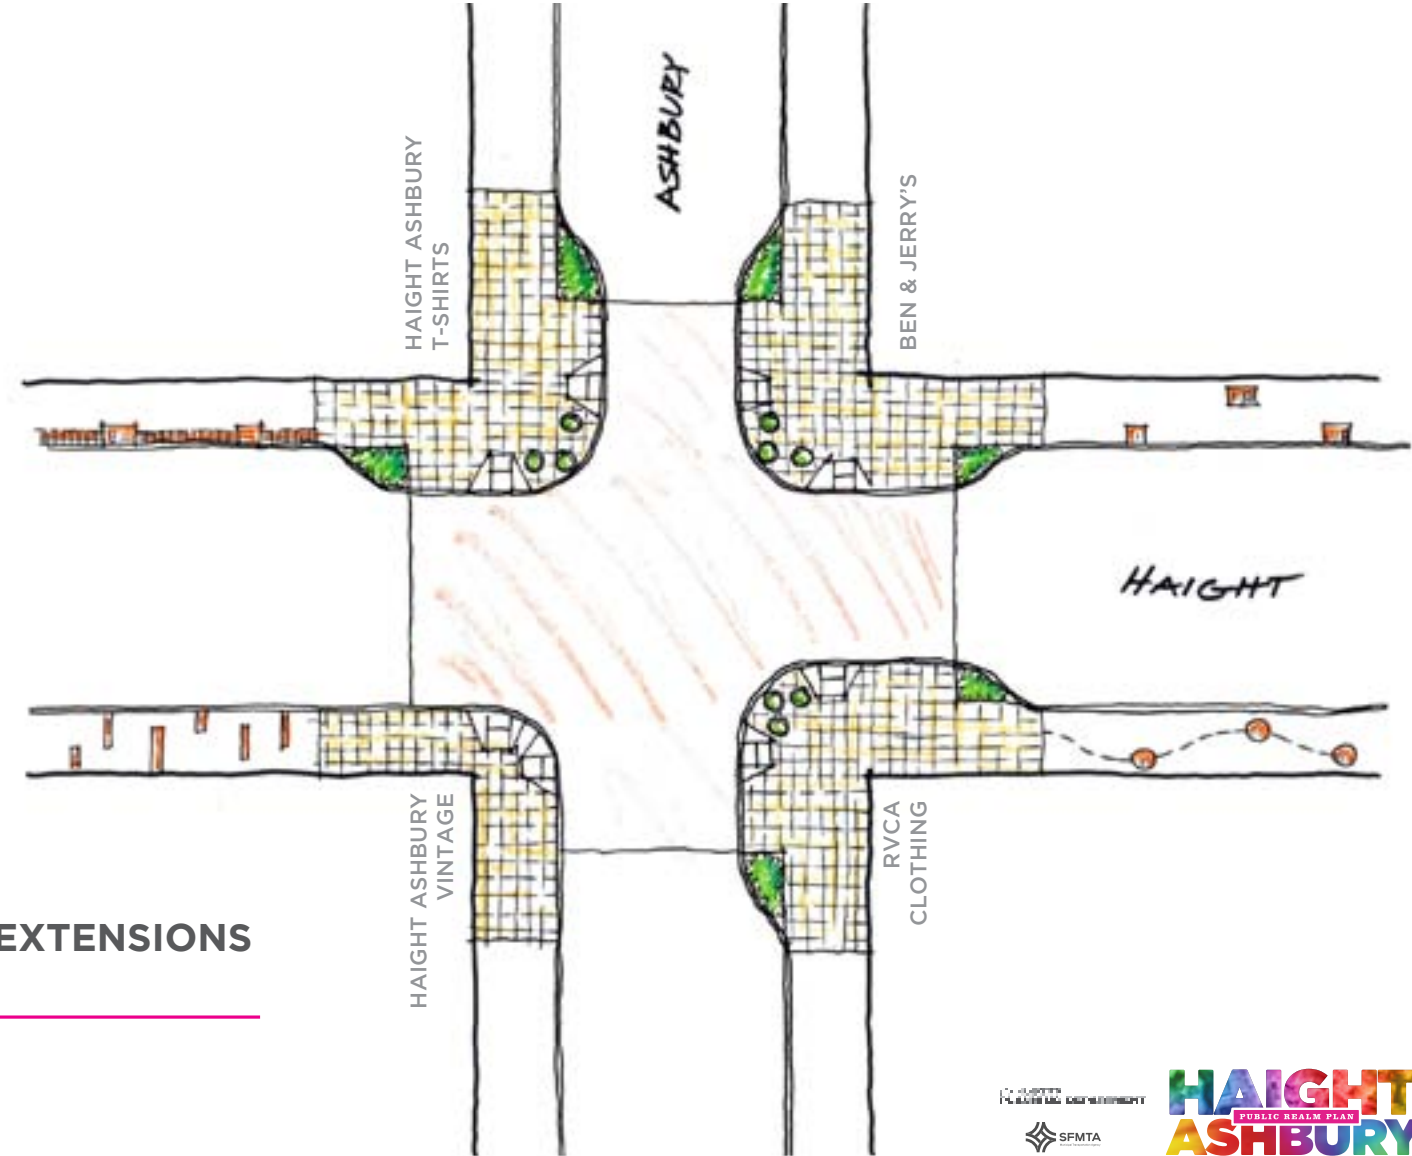 ASHBURY
HAIGHT ASHBURY
T-SHIRTS
BEN & JERRY'S
HAIGHT
HAIGHT ASHBURY
VINTAGE
RVCA
CLOTHING
EXTENSIONS
SFMTA
HAIGHT
PUBLIC REALM PLAN
ASHBURY